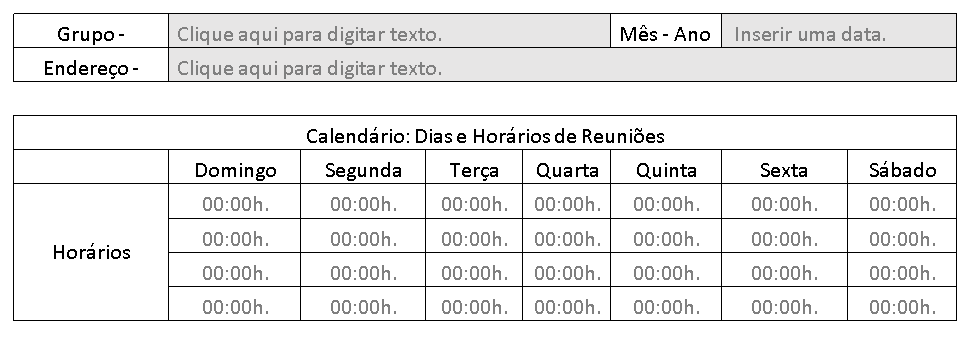 Grupo - Clique aqui para digitar texto. Mês - Ano Inserir uma data.
Endereço - Clique aqui para digitar texto.
Calendário: Dias e Horários de Reuniões
Domingo Segunda Terça Quarta Quinta Sexta Sábado
00:00h. 00:00h. 00:00h. 00:00h. 00:00h. 00:00h. 00:00h.
00:00h. 00:00h. 00:00h. 00:00h. 00:00h. 00:00h. 00:00h.
Horários
00:00h. 00:00h. 00:00h. 00:00h. 00:00h. 00:00h. 00:00h.
00:00h. 00:00h. 00:00h. 00:00h. 00:00h. 00:00h. 00:00h.